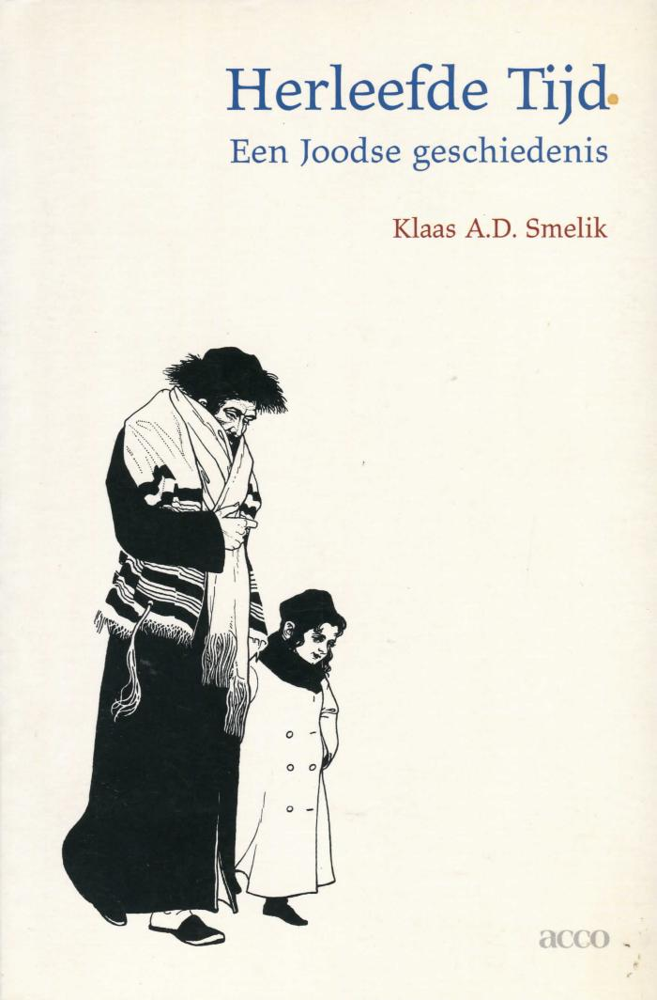 Herleefde Tijd.
Een Joodse geschiedenis
Klaas A.D. Smelik
acco